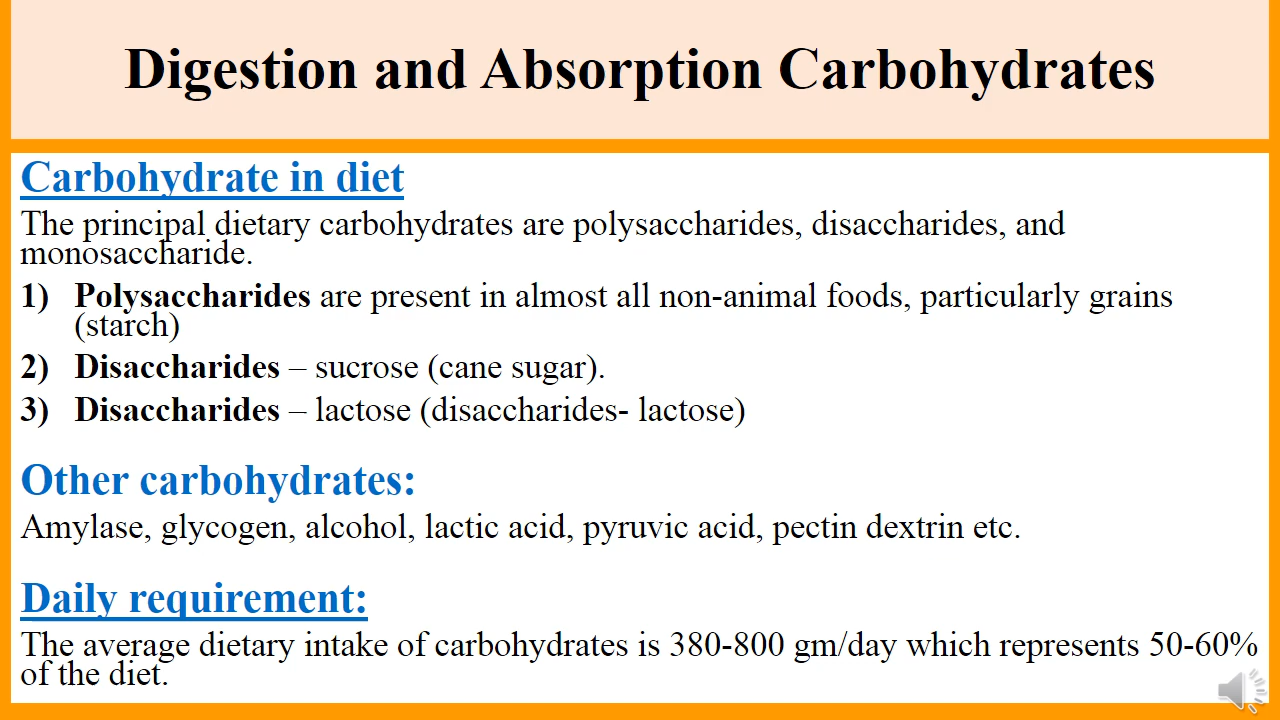 Digestion and Absorption Carbohydrates
Carbohydrate in diet
The principal dietary carbohydrates are polysaccharides, disaccharides, and
monosaccharide.
1) Polysaccharides are present in almost all non-animal foods, particularly grains
(starch)
2) Disaccharides – sucrose (cane sugar).
3) Disaccharides – lactose (disaccharides- lactose)
Other carbohydrates:
Amylase, glycogen, alcohol, lactic acid, pyruvic acid, pectin dextrin etc.
Daily requirement:
The average dietary intake of carbohydrates is 380-800 gm/day which represents 50-60%
of the diet.